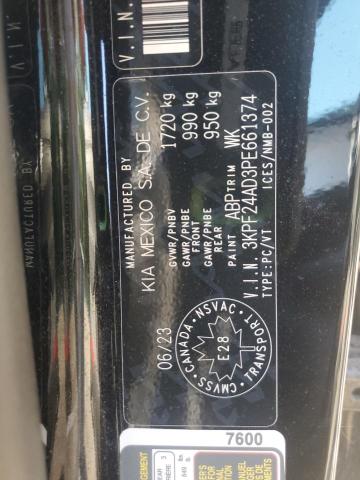 V.I.N.
MANUFACTURED BY
KIA MEXICO S.A. DE C.V.
GVWR/PNBV 1720 kg
GAWR/PNBE FRONT 990 kg
GAWR/PNBE REAR 950 kg
PAINT ABP TRIM WK
V.I.N. 3KPF24AD3PE661374
TYPE:PC/VT ICES/NMB-002
06/23
CANADA NSVAC TRANSPORT CMVSS
E28
7600
MANUFACTURED BY
V.I.N.